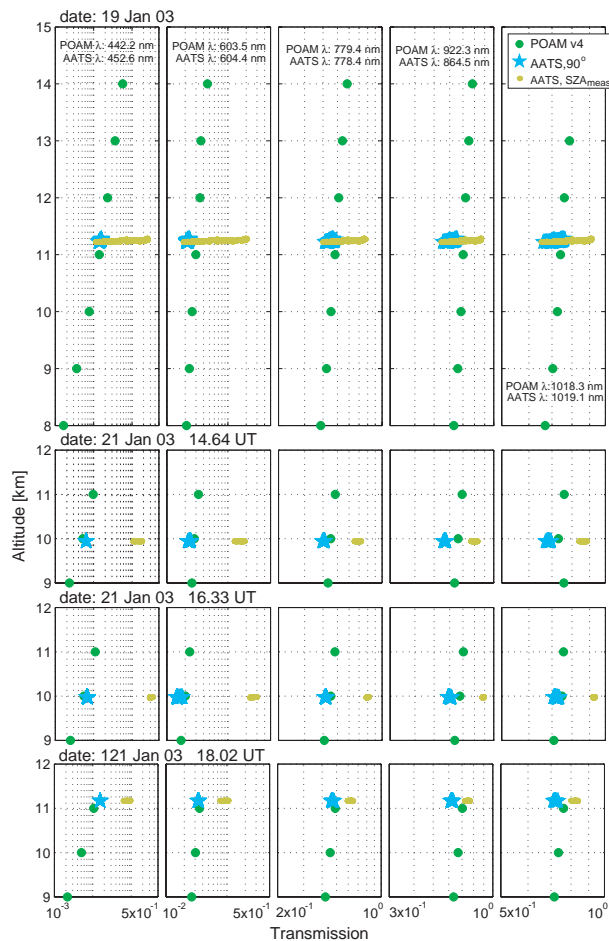 date: 19 Jan 03
15
14
13
12
11
10
9
8
POAM λ: 442.2 nm
AATS λ: 452.6 nm
POAM λ: 603.5 nm
AATS λ: 604.4 nm
POAM λ: 779.4 nm
AATS λ: 778.4 nm
POAM λ: 922.3 nm
AATS λ: 864.5 nm
POAM v4
AATS,90°
AATS, SZAmeas
POAM λ:1018.3 nm
AATS λ:1019.1 nm
date: 21 Jan 03 14.64 UT
12
11
10
9
date: 21 Jan 03 16.33 UT
12
11
10
9
date: 121 Jan 03 18.02 UT
12
11
10
9
Altitude [km]
10⁻³ 5x10⁻¹ 10⁻² 5x10⁻¹ 2x10⁻¹ 10⁰ 3x10⁻¹ 10⁰ 5x10⁻¹ 10⁰
Transmission Transmission